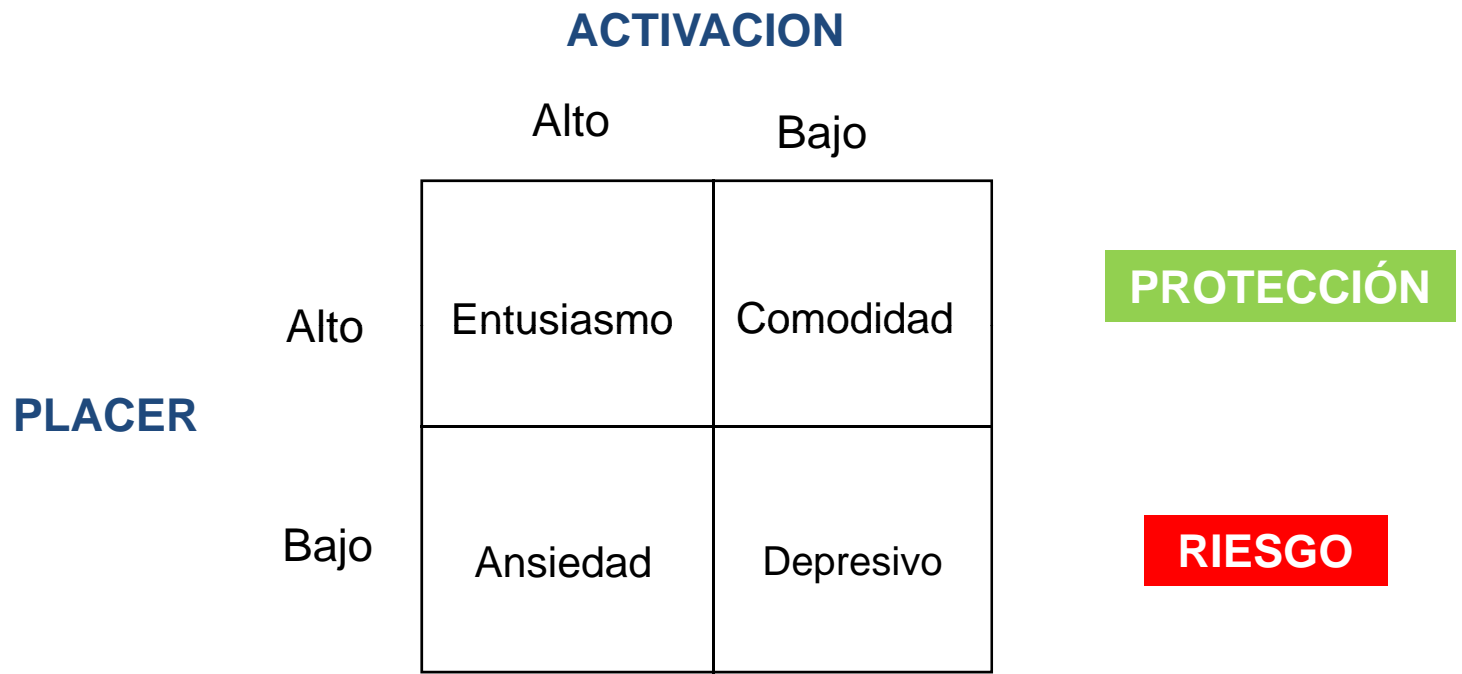 ACTIVACION
Alto Bajo
PROTECCIÓN
Alto Entusiasmo Comodidad
PLACER
Bajo Ansiedad Depresivo
RIESGO